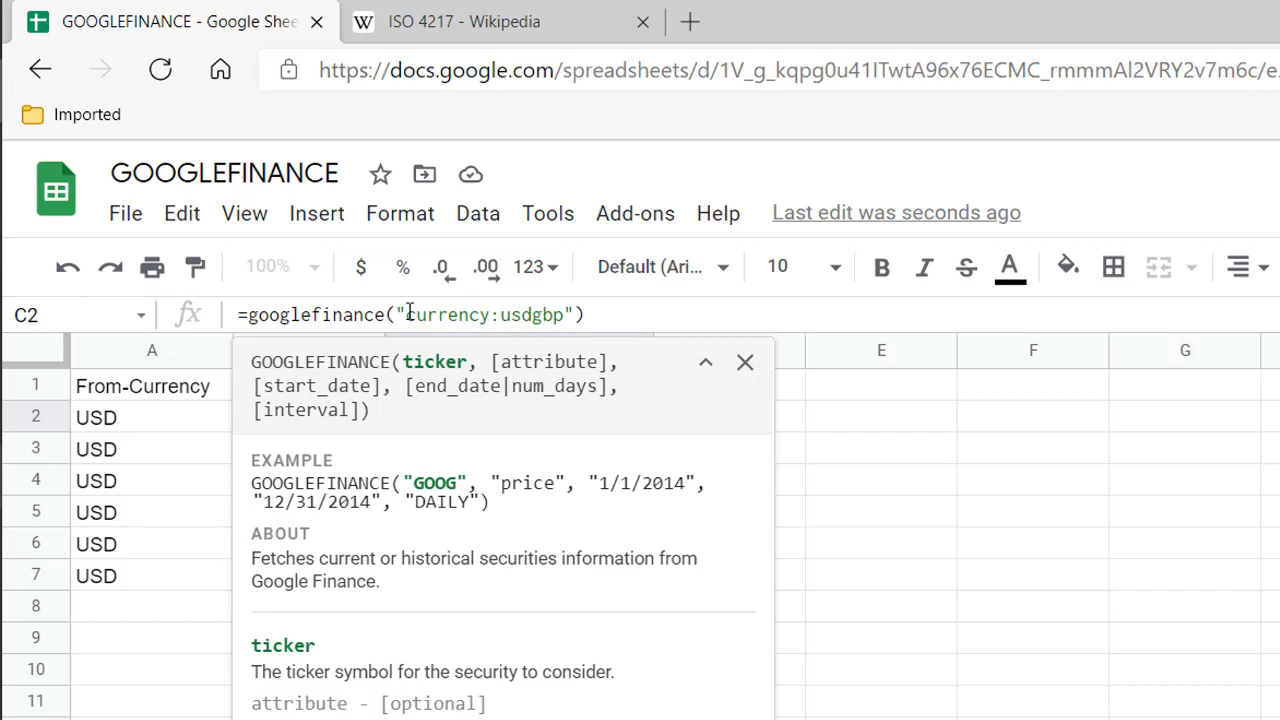 GOOGLEFINANCE - Google Shee
ISO 4217 - Wikipedia
https://docs.google.com/spreadsheets/d/1V_g_kqpg0u41ITwtA96x76ECMC_rmmmAl2VRY2v7m6c/e
Imported
GOOGLEFINANCE
File Edit View Insert Format Data Tools Add-ons Help Last edit was seconds ago
100% $ % .0 .00 123 Default (Ari... 10 B I S A
C2 fx =googlefinance("currency:usdgbp")
A E F G
1 From-Currency
2 USD
3 USD
4 USD
5 USD
6 USD
7 USD
8
9
10
11
GOOGLEFINANCE(ticker, [attribute],
[start_date], [end_date|num_days],
[interval])
EXAMPLE
GOOGLEFINANCE("GOOG", "price", "1/1/2014",
"12/31/2014", "DAILY")
ABOUT
Fetches current or historical securities information from
Google Finance.
ticker
The ticker symbol for the security to consider.
attribute - [optional]